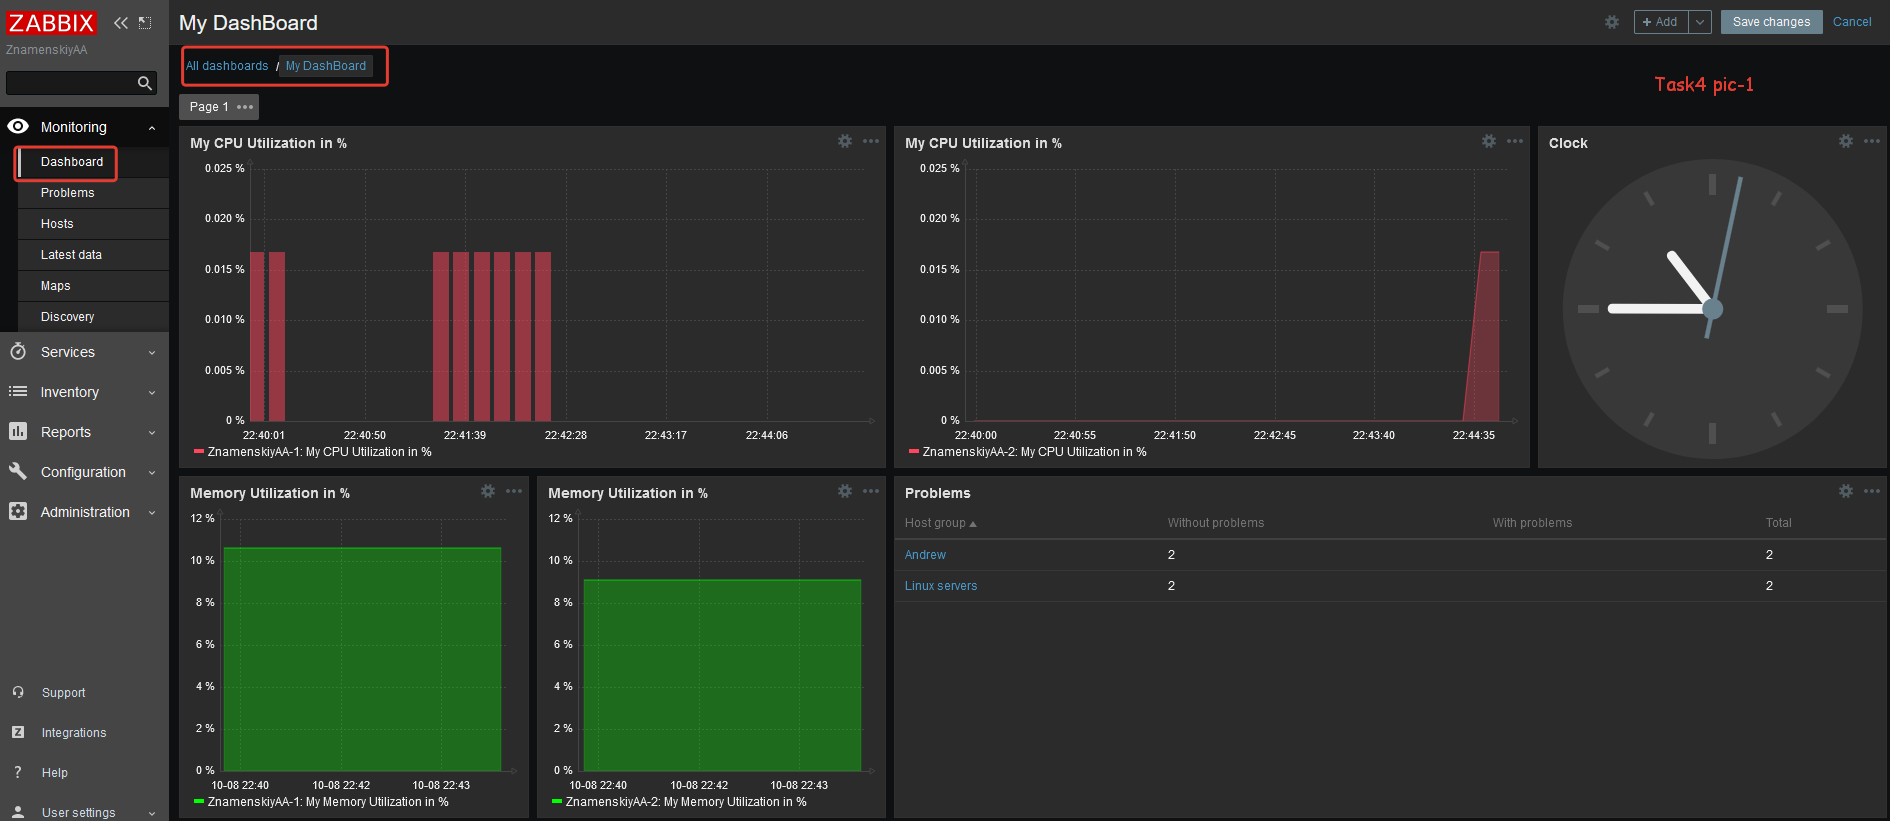 ZABBIX
ZnamenskiyAA
Monitoring
Dashboard
Problems
Hosts
Latest data
Maps
Discovery
Services
Inventory
Reports
Configuration
Administration
Support
Integrations
Help
User settings
My DashBoard
Add
Save changes
Cancel
All dashboards / My DashBoard
Task4 pic-1
Page 1
My CPU Utilization in %
0.025 %
0.020 %
0.015 %
0.010 %
0.005 %
0 %
22:40:01 22:40:50 22:41:39 22:42:28 22:43:17 22:44:06
ZnamenskiyAA-1: My CPU Utilization in %
My CPU Utilization in %
0.025 %
0.020 %
0.015 %
0.010 %
0.005 %
0 %
22:40:00 22:40:55 22:41:50 22:42:45 22:43:40 22:44:35
ZnamenskiyAA-2: My CPU Utilization in %
Clock
Memory Utilization in %
12 %
10 %
8 %
6 %
4 %
2 %
0 %
10-08 22:40 10-08 22:42 10-08 22:43
ZnamenskiyAA-1: My Memory Utilization in %
Memory Utilization in %
12 %
10 %
8 %
6 %
4 %
2 %
0 %
10-08 22:40 10-08 22:42 10-08 22:43
ZnamenskiyAA-2: My Memory Utilization in %
Problems
Host group Without problems With problems Total
Andrew 2 2
Linux servers 2 2